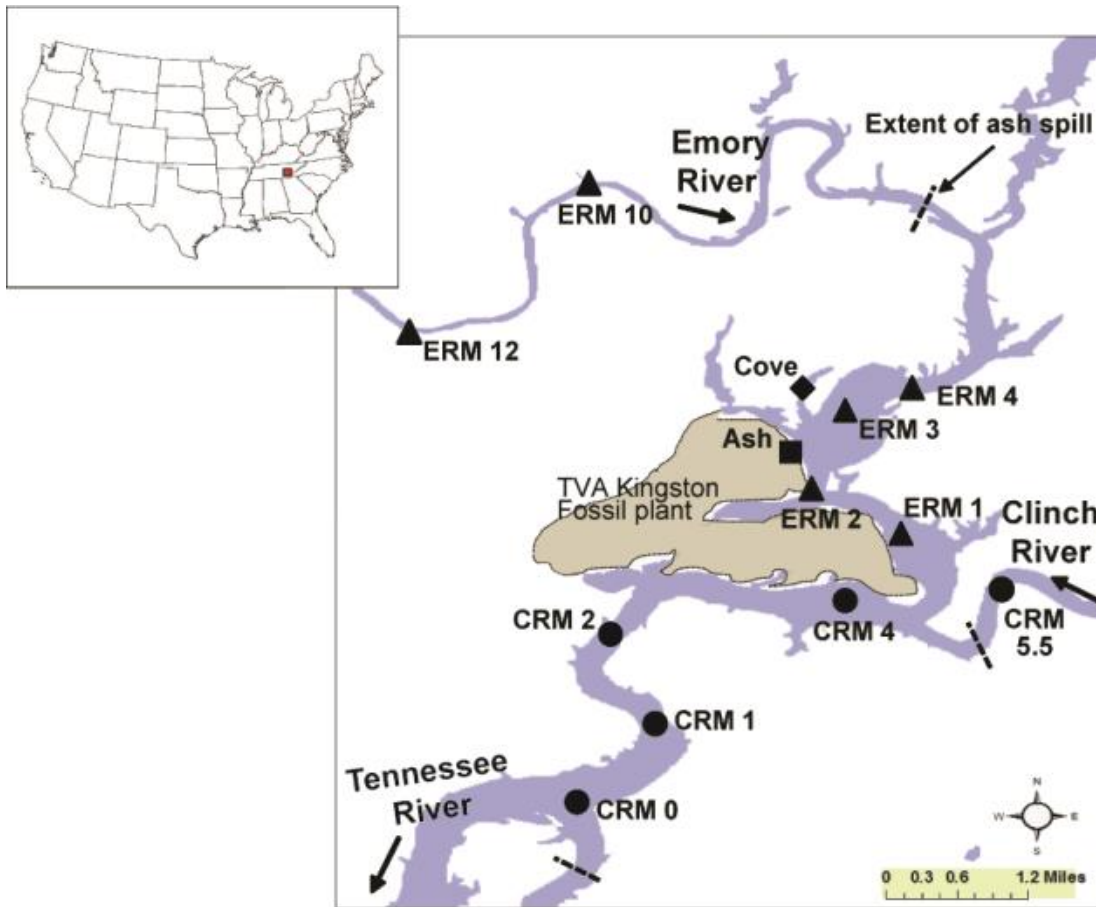 Emory
River
Extent of ash spill
ERM 10
ERM 12
Cove
ERM 4
ERM 3
Ash
TVA Kingston
Fossil plant
ERM 2
ERM 1
Clinch
River
CRM 2
CRM 4
CRM
5.5
CRM 1
Tennessee
River
CRM 0
N
W
E
S
0 0.3 0.6 1.2 Miles